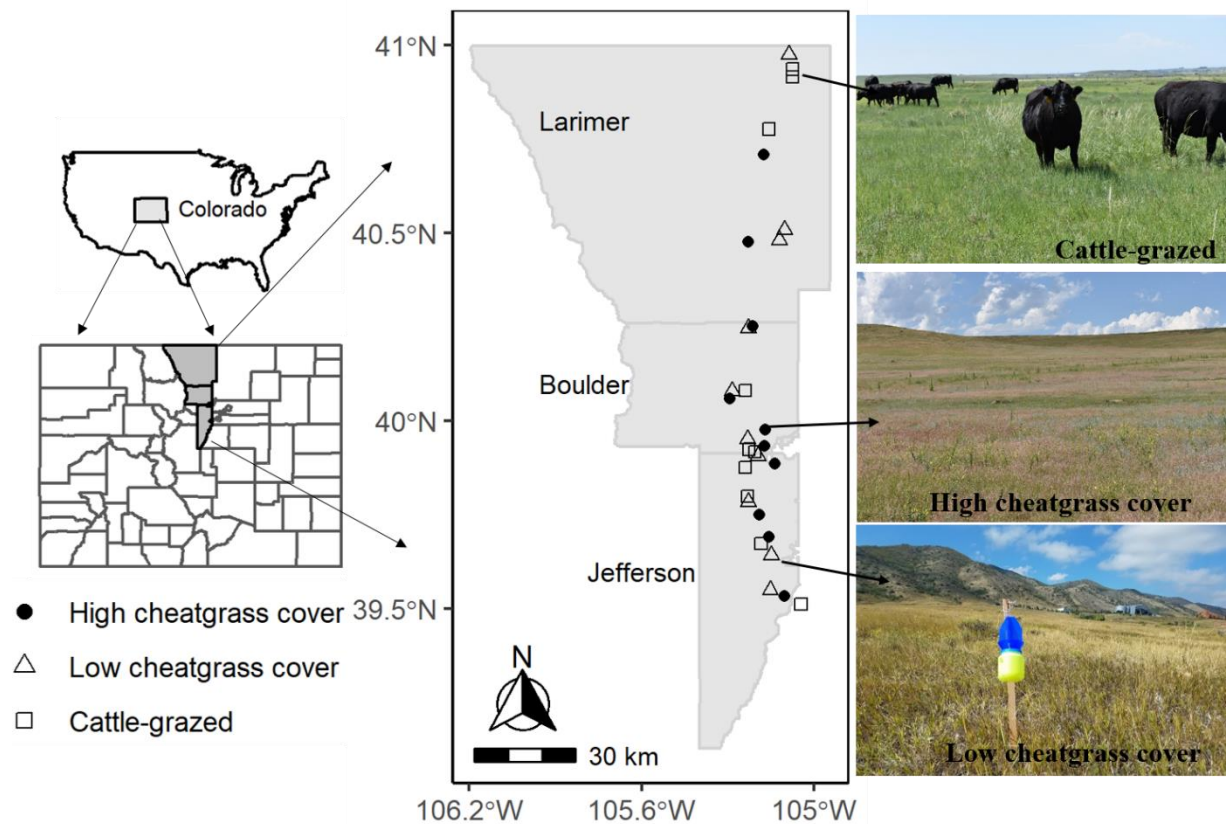 Colorado
High cheatgrass cover
Low cheatgrass cover
Cattle-grazed
41°N
40.5°N
40°N
39.5°N
Larimer
Boulder
Jefferson
N
30 km
106.2°W
105.6°W
105°W
Cattle-grazed
High cheatgrass cover
Low cheatgrass cover